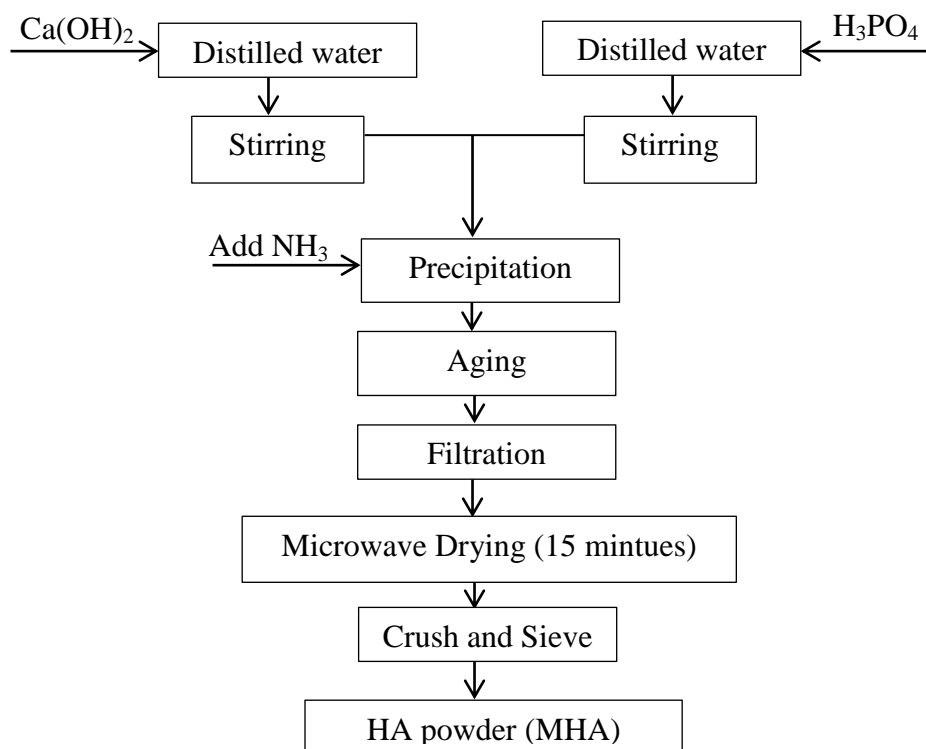 Ca(OH)₂
H₃PO₄
Distilled water
Distilled water
Stirring
Stirring
Add NH₃
Precipitation
Aging
Filtration
Microwave Drying (15 mintues)
Crush and Sieve
HA powder (MHA)